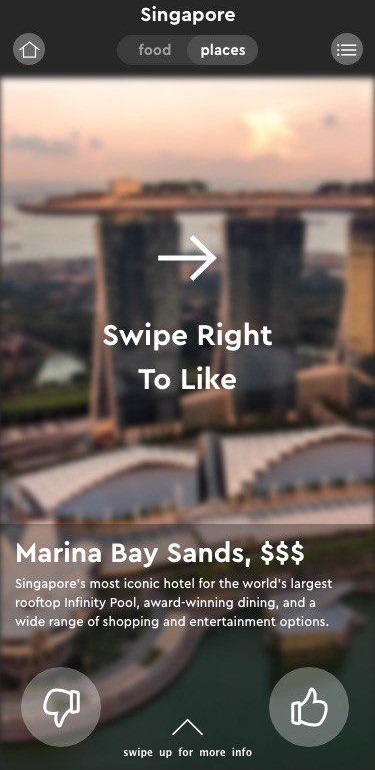 Singapore
food places
Swipe Right
To Like
Marina Bay Sands, $$$
Singapore's most iconic hotel for the world's largest
rooftop Infinity Pool, award-winning dining, and a
wide range of shopping and entertainment options.
swipe up for more info